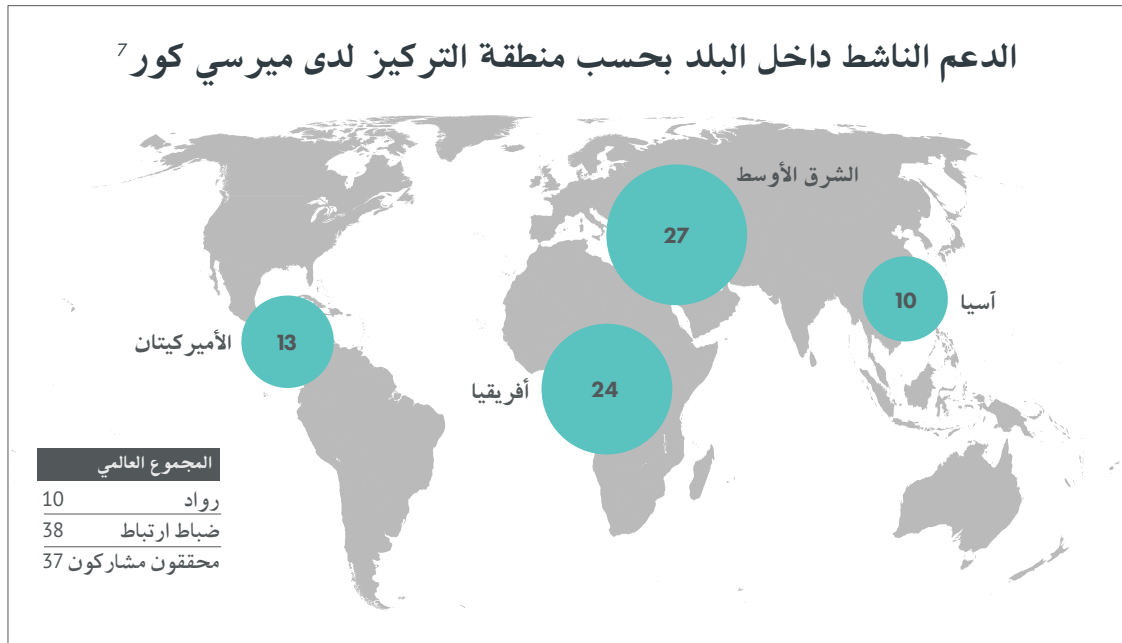 الدعم الناشط داخل البلد بحسب منطقة التركيز لدى ميرسي كور 7
الشرق الأوسط
27
آسيا
10
الأميركيتان
13
أفريقيا
24
المجموع العالمي
رواد 10
ضباط ارتباط 38
محققون مشاركون 37